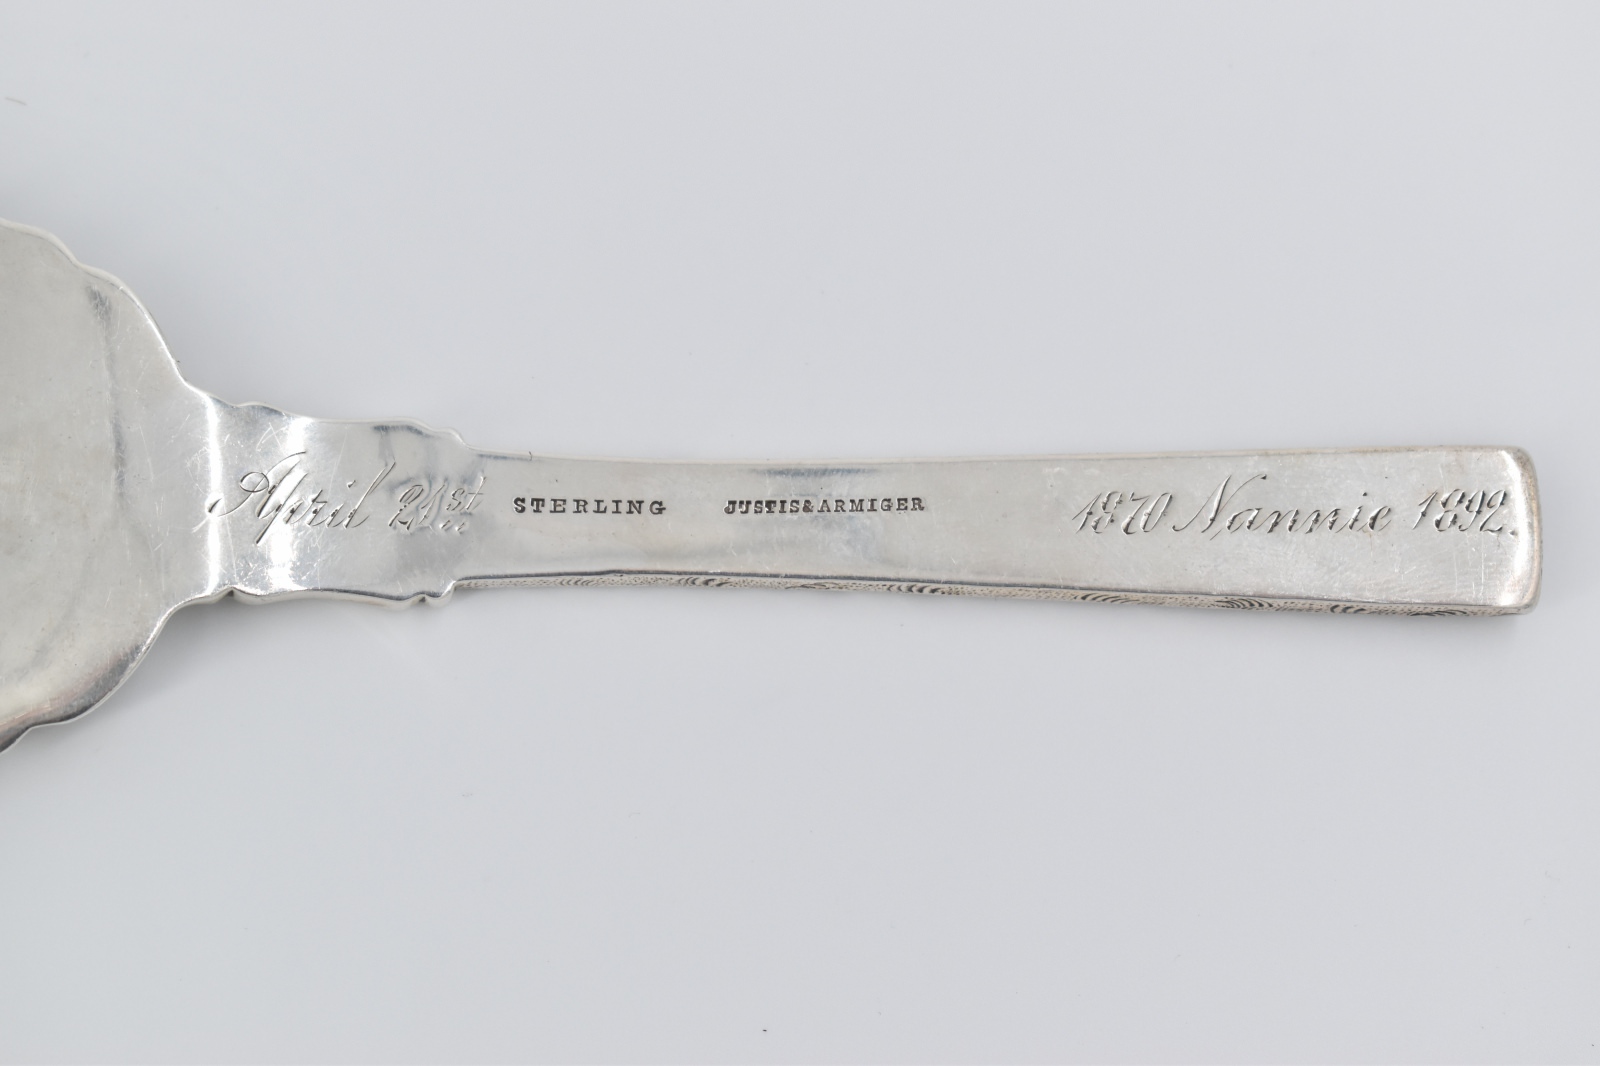 April 21st STERLING JUSTIS&ARMIGER 1870 Nannie 1892.